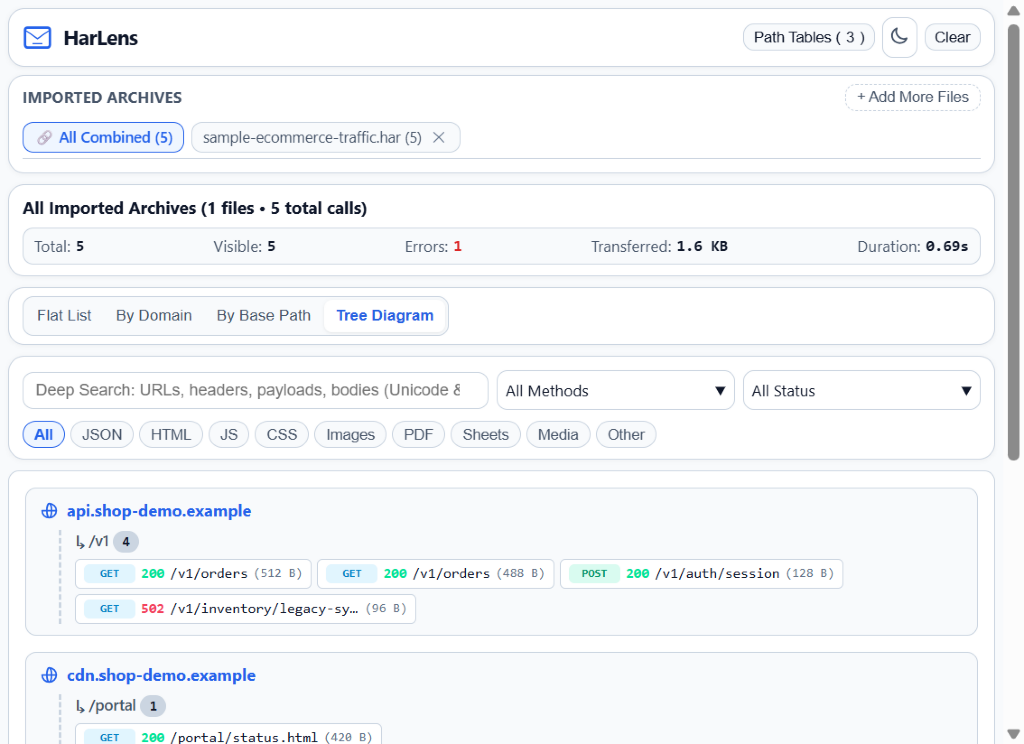 HarLens
Path Tables ( 3 )
Clear
IMPORTED ARCHIVES
+ Add More Files
All Combined (5)
sample-ecommerce-traffic.har (5)
All Imported Archives (1 files • 5 total calls)
Total: 5
Visible: 5
Errors: 1
Transferred: 1.6 KB
Duration: 0.69s
Flat List
By Domain
By Base Path
Tree Diagram
Deep Search: URLs, headers, payloads, bodies (Unicode &
All Methods
All Status
All
JSON
HTML
JS
CSS
Images
PDF
Sheets
Media
Other
api.shop-demo.example
↳ /v1 4
GET 200 /v1/orders (512 B)
GET 200 /v1/orders (488 B)
POST 200 /v1/auth/session (128 B)
GET 502 /v1/inventory/legacy-sy… (96 B)
cdn.shop-demo.example
↳ /portal 1
GET 200 /portal/status.html (420 B)